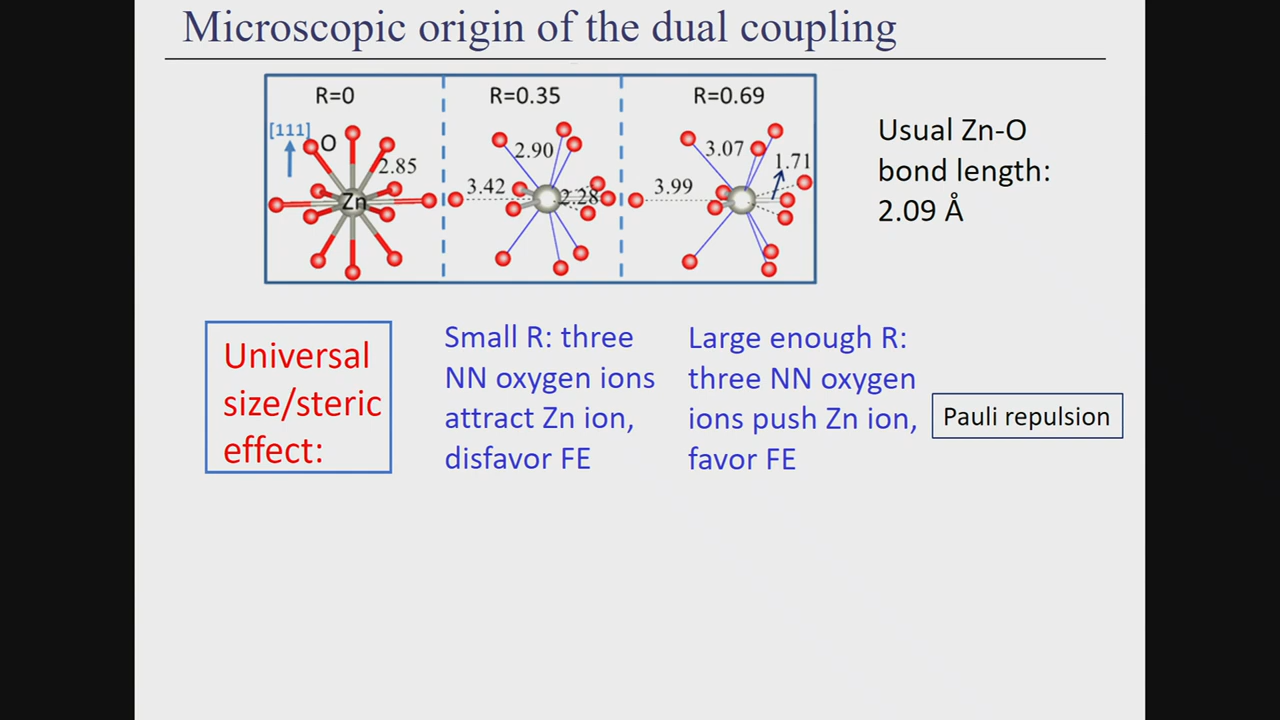 Microscopic origin of the dual coupling
R=0
R=0.35
R=0.69
[111]
O
2.85
Zn
2.90
3.42
2.28
3.07
1.71
3.99
Usual Zn-O
bond length:
2.09 Å
Universal
size/steric
effect:
Small R: three
NN oxygen ions
attract Zn ion,
disfavor FE
Large enough R:
three NN oxygen
ions push Zn ion,
favor FE
Pauli repulsion